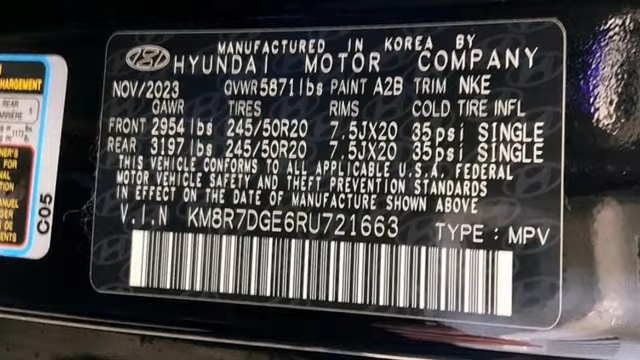 MANUFACTURED IN KOREA BY
HYUNDAI MOTOR COMPANY
NOV/2023 GVWR 5871lbs PAINT A2B TRIM NKE
GAWR TIRES RIMS COLD TIRE INFL
FRONT 2954lbs 245/50R20 7.5JX20 35psi SINGLE
REAR 3197lbs 245/50R20 7.5JX20 35psi SINGLE
THIS VEHICLE CONFORMS TO ALL APPLICABLE U.S.A. FEDERAL
MOTOR VEHICLE SAFETY AND THEFT PREVENTION STANDARDS
IN EFFECT ON THE DATE OF MANUFACTURE SHOWN ABOVE
V.I.N KM8R7DGE6RU721663 TYPE : MPV
CHARGEMENT
REAR
ARRIÈRE
C05